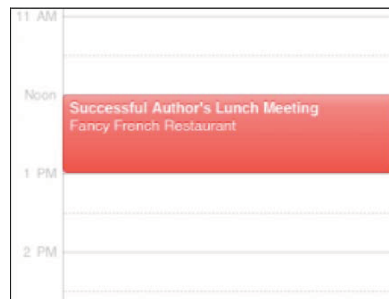 11 AM
Noon
Successful Author's Lunch Meeting
Fancy French Restaurant
1 PM
2 PM